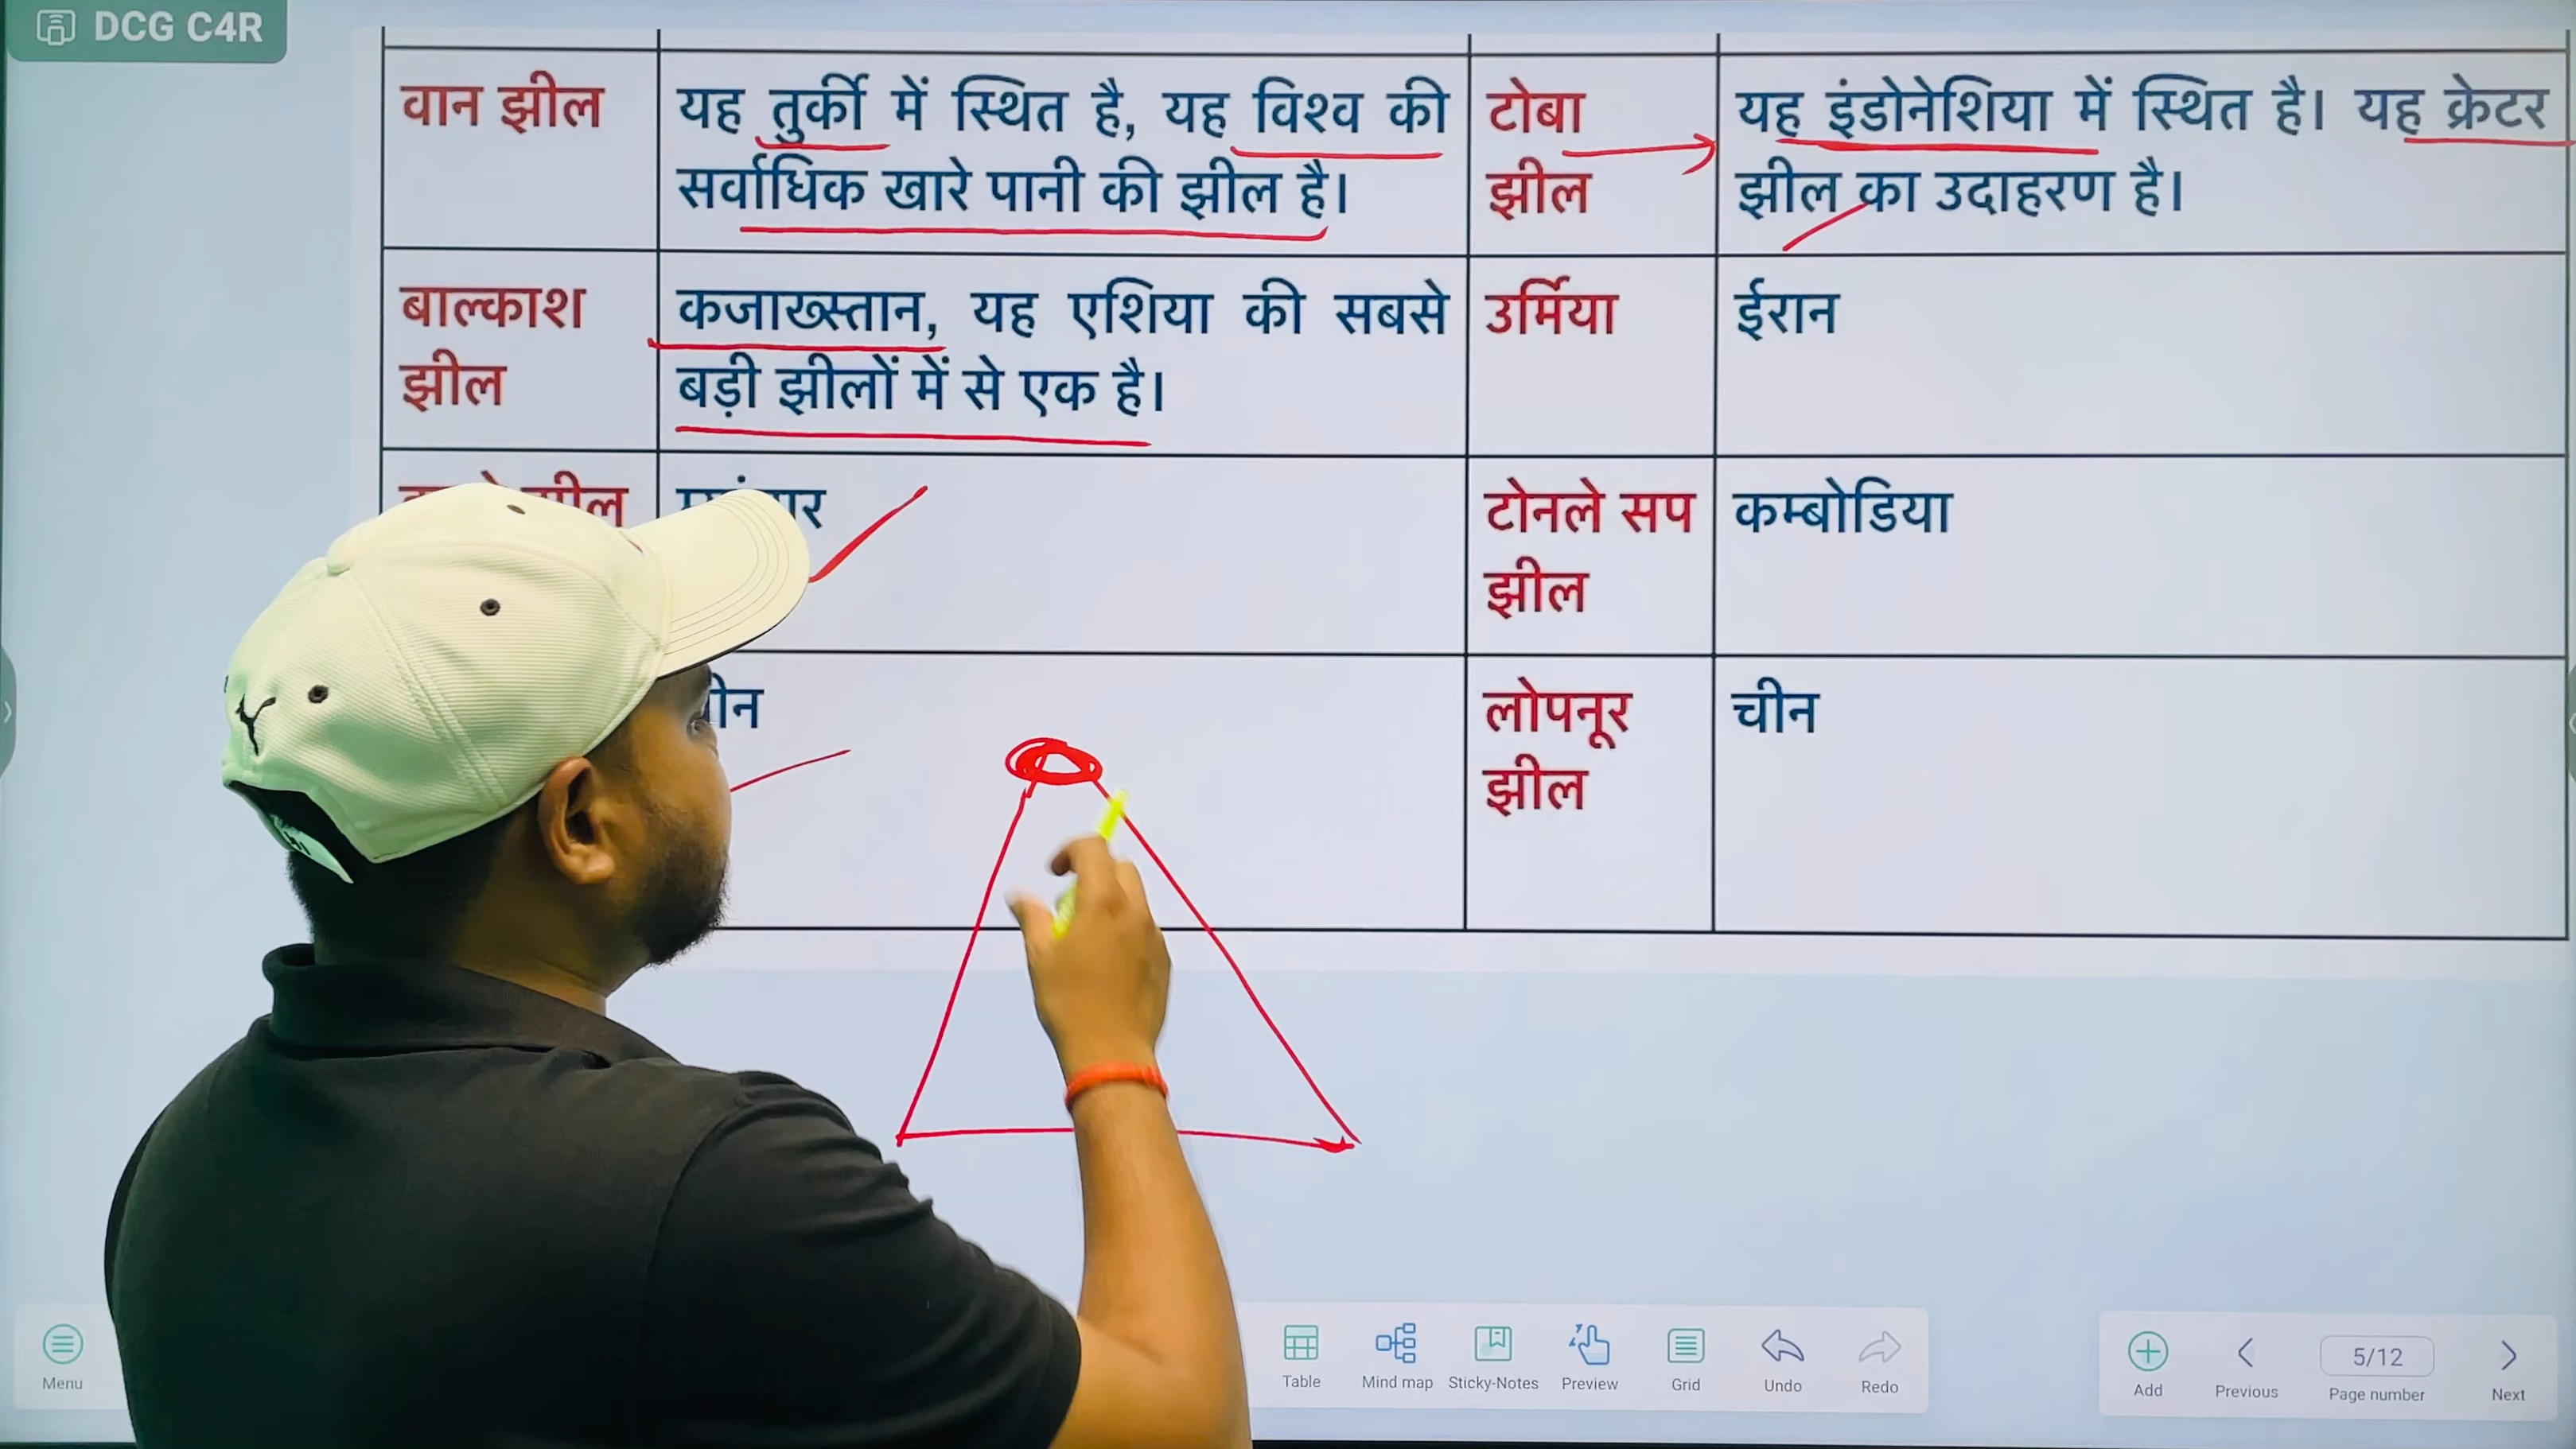 DCG C4R
वान झील
यह तुर्की में स्थित है, यह विश्व की
सर्वाधिक खारे पानी की झील है।
टोबा
झील
यह इंडोनेशिया में स्थित है। यह क्रेटर
झील का उदाहरण है।
बाल्काश
झील
कजाख्स्तान, यह एशिया की सबसे
बड़ी झीलों में से एक है।
उर्मिया
ईरान
टोनले सप
झील
कम्बोडिया
लोपनूर
झील
चीन
Menu
Table
Mind map
Sticky-Notes
Preview
Grid
Undo
Redo
Add
Previous
5/12
Page number
Next